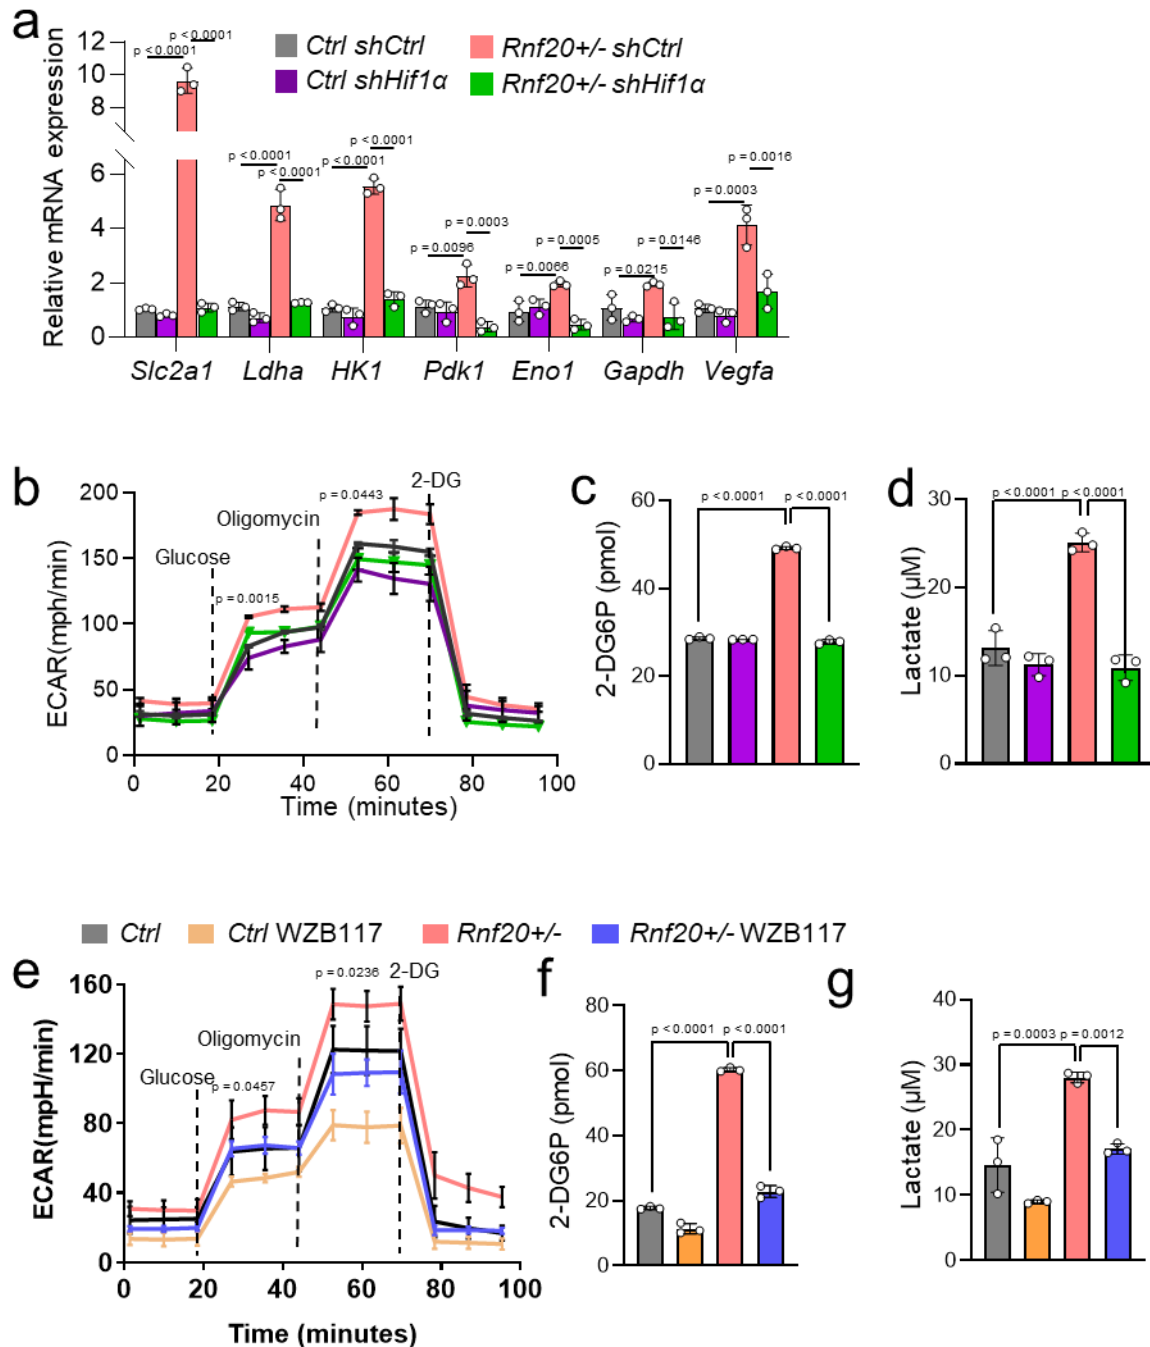 a
Ctrl shCtrl
Rnf20+/- shCtrl
Ctrl shHif1α
Rnf20+/- shHif1α
Relative mRNA expression
12
10
8
6
4
2
0
p <0.0001
p <0.0001
p <0.0001
p <0.0001
p <0.0001
p <0.0001
p =0.0096
p =0.0003
p =0.0066
p =0.0005
p =0.0215
p =0.0146
p =0.0003
p =0.0016
Slc2a1 Ldha HK1 Pdk1 Eno1 Gapdh Vegfa
b
ECAR(mph/min)
200
150
100
50
0
Glucose
Oligomycin
2-DG
p =0.0015
p =0.0443
0 20 40 60 80 100
Time (minutes)
c
2-DG6P (pmol)
60
40
20
0
p <0.0001
p <0.0001
d
Lactate (µM)
30
20
10
0
p <0.0001
p <0.0001
Ctrl
Ctrl WZB117
Rnf20+/-
Rnf20+/- WZB117
e
ECAR(mpH/min)
160
120
80
40
0
Glucose
Oligomycin
2-DG
p =0.0457
p =0.0236
0 20 40 60 80 100
Time (minutes)
f
2-DG6P (pmol)
80
60
40
20
0
p <0.0001
p <0.0001
g
Lactate (µM)
40
30
20
10
0
p =0.0003
p =0.0012